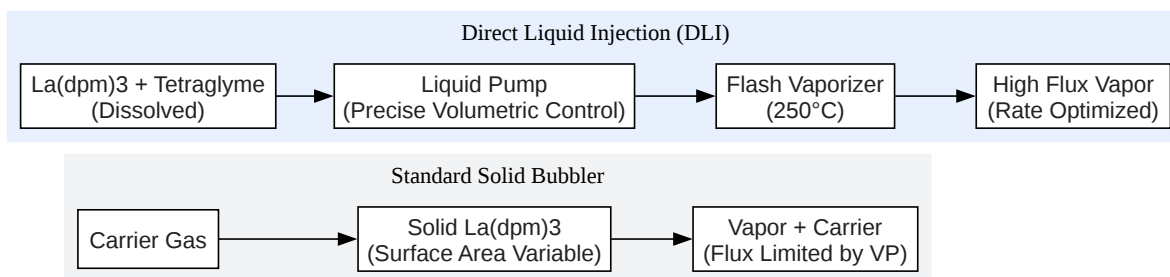 Direct Liquid Injection (DLI)
La(dpm)3 + Tetraglyme
(Dissolved)
Liquid Pump
(Precise Volumetric Control)
Flash Vaporizer
(250°C)
High Flux Vapor
(Rate Optimized)
Standard Solid Bubbler
Carrier Gas
Solid La(dpm)3
(Surface Area Variable)
Vapor + Carrier
(Flux Limited by VP)